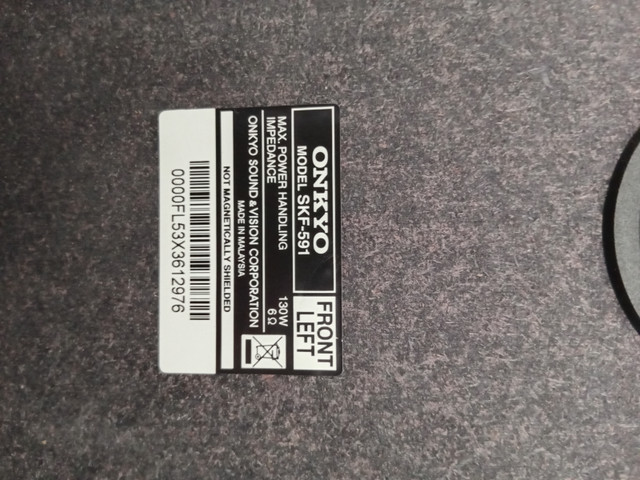 ONKYO
MODEL SKF-591
FRONT
LEFT
MAX. POWER HANDLING 130W
IMPEDANCE 6 Ω
ONKYO SOUND & VISION CORPORATION
MADE IN MALAYSIA
NOT MAGNETICALLY SHIELDED
0000FL53X3612976